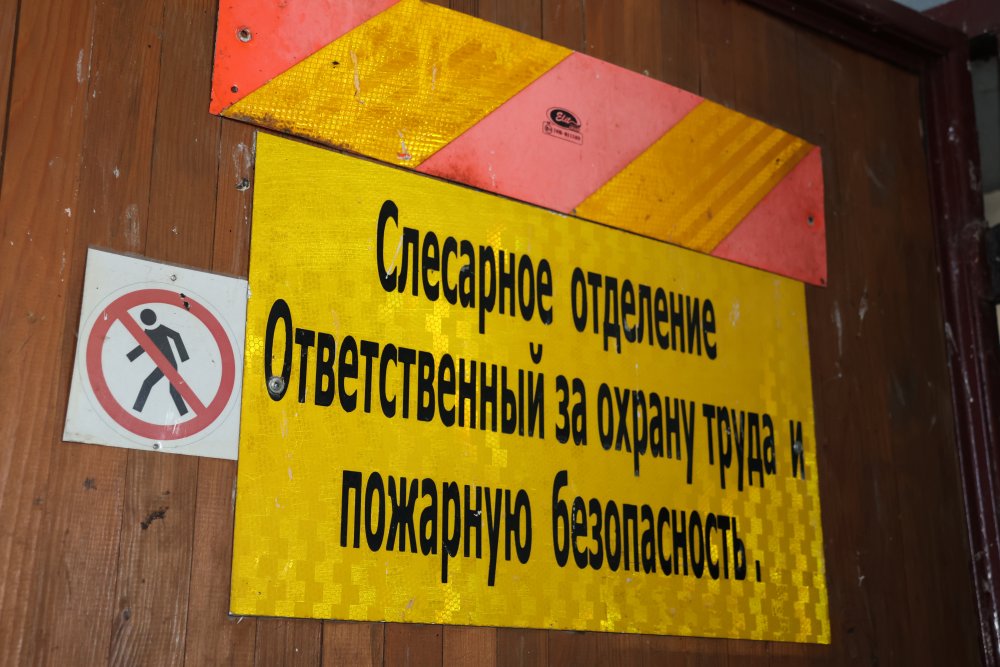 Слесарное отделение
Ответственный за охрану труда и
пожарную безопасность.